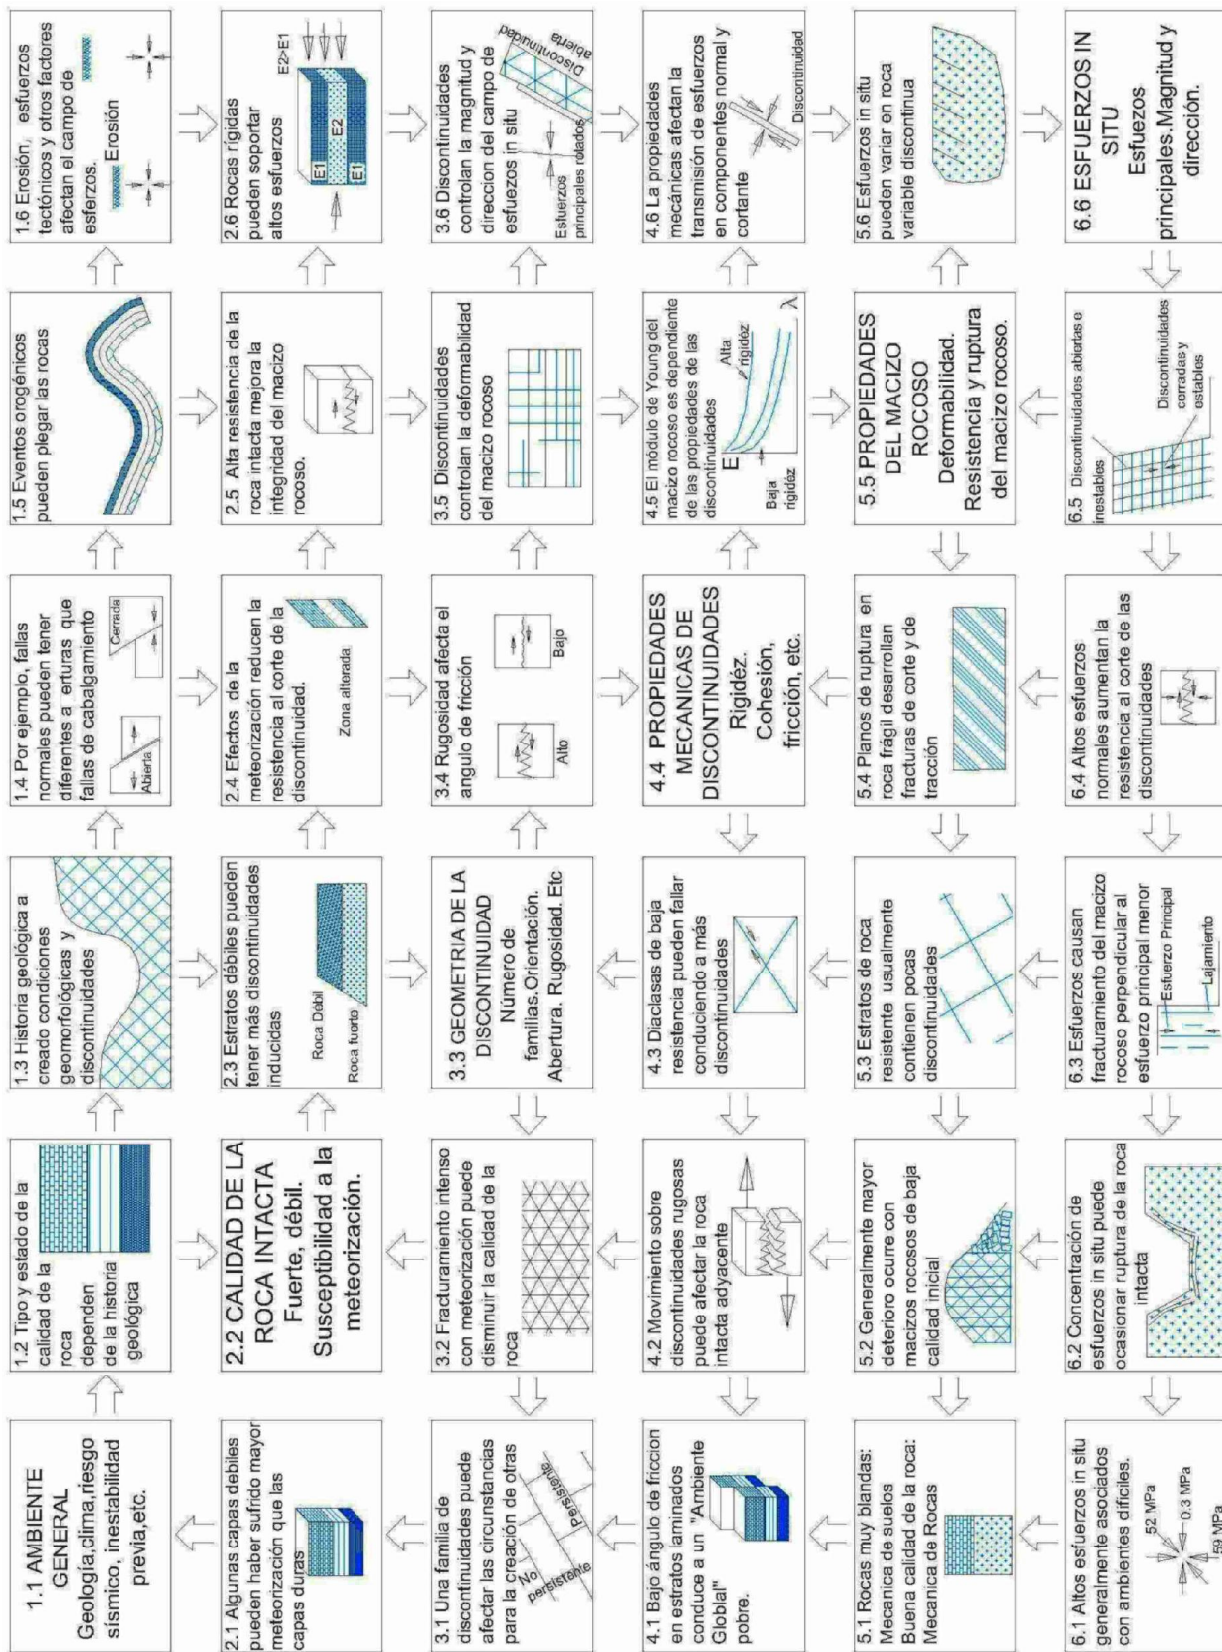 1.1 AMBIENTE
GENERAL
Geología,clima,riesgo
sísmico, inestabilidad
previa,etc.
1.2 Tipo y estado de la
calidad de la
roca
dependen
de la historia
geológica
1.3 Historia geológica a
creado condiciones
geomorfológicas y
discontinuidades
1.4 Por ejemplo, fallas
normales pueden tener
diferentes a erturas que
fallas de cabalgamiento
Abierta
Cerrada
1.5 Eventos orogénicos
pueden plegar las rocas
1.6 Erosión, esfuerzos
tectónicos y otros factores
afectan el campo de
esferzos.
Erosión
2.1 Algunas capas debiles
pueden haber sufrido mayor
meteorización que las
capas duras
2.2 CALIDAD DE LA
ROCA INTACTA
Fuerte, débil.
Susceptibilidad a la
meteorización.
2.3 Estratos débiles pueden
tener más discontinuidades
inducidas
Roca Débil
Roca fuorto
2.4 Efectos de la
meteorización reducen la
resistencia al corte de la
discontinuidad.
Zona alterada
2.5 Alta resistencia de la
roca intacta mejora la
integridad del macizo
rocoso.
2.6 Rocas rígidas
pueden soportar
altos esfuerzos
E2>E1
E1
E2
E1
3.1 Una familia de
discontinuidades puede
afectar las circunstancias
para la creación de otras
No
persistente
Persistente
3.2 Fracturamiento intenso
con meteorización puede
disminuir la calidad de la
roca
3.3 GEOMETRIA DE LA
DISCONTINUIDAD
Número de
familias.Orientación.
Abertura. Rugosidad. Etc
3.4 Rugosidad afecta el
angulo de fricción
Alto
Bajo
3.5 Discontinuidades
controlan la deformabilidad
del macizo rocoso
3.6 Discontinuidades
controlan la magnitud y
direccion del campo de
esfuezos in situ
Esfuerzos
principales rotados
Discontinuidad
abierta
4.1 Bajo ángulo de friccion
en estratos laminados
conduce a un "Ambiente
Globlal"
pobre.
4.2 Movimiento sobre
discontinuidades rugosas
puede afectar la roca
intacta adyacente
4.3 Diaclasas de baja
resistencia pueden fallar
conduciendo a más
discontinuidades
4.4 PROPIEDADES
MECANICAS DE
DISCONTINUIDADES
Rigidéz.
Cohesión,
fricción, etc.
4.5 El módulo de Young del
macizo rocoso es dependiente
de las propiedades de las
discontinuidades
E
Alta
rigidéz
Baja
rigidéz
λ
4.6 La propiedades
mecánicas afectan la
transmisión de esfuerzos
en componentes normal y
cortante
Discontinuidad
5.1 Rocas muy blandas:
Mecanica de suelos
Buena calidad de la roca:
Mecanica de Rocas
5.2 Generalmente mayor
deterioro ocurre con
macizos rocosos de baja
calidad inicial
5.3 Estratos de roca
resistente usualmente
contienen pocas
discontinuidades
5.4 Planos de ruptura en
roca frágil desarrollan
fracturas de corte y de
tracción
5.5 PROPIEDADES
DEL MACIZO
ROCOSO
Deformabilidad.
Resistencia y ruptura
del macizo rocoso.
5.6 Esfuerzos in situ
pueden variar en roca
variable discontinua
6.1 Altos esfuerzos in situ
generalmente asociados
con ambientes dificiles.
52 MPa
0.3 MPa
59 MPa
6.2 Concentración de
esfuerzos in situ puede
ocasionar ruptura de la roca
intacta
6.3 Esfuerzos causan
fracturamiento del macizo
rocoso perpendicular al
esfuerzo principal menor
Esfuerzo Principal
Lajamiento
6.4 Altos esfuerzos
normales aumentan la
resistencia al corte de las
discontinuidades
6.5 Discontinuidades abiertas e
inestables
Discontinuidades
corradas y
estables
6.6 ESFUERZOS IN
SITU
Esfuezos
principales.Magnitud y
dirección.